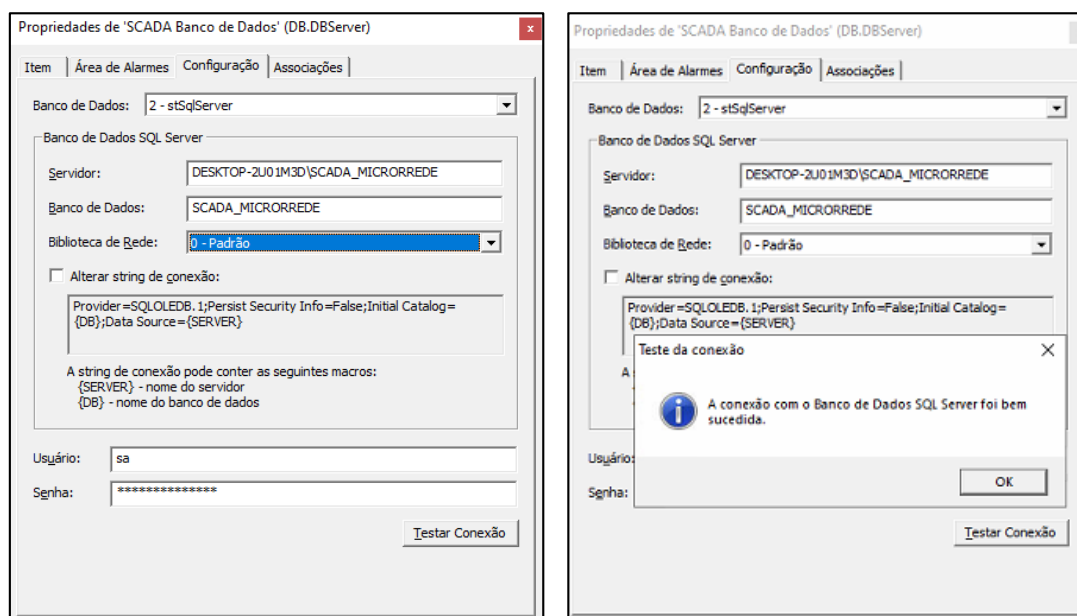 Propriedades de 'SCADA Banco de Dados' (DB.DBServer)
x
Item
Área de Alarmes
Configuração
Associações
Banco de Dados: 2 - stSqlServer
Banco de Dados SQL Server
Servidor: DESKTOP-2U01M3D\SCADA_MICRORREDE
Banco de Dados: SCADA_MICRORREDE
Biblioteca de Rede: 0 - Padrão
Alterar string de conexão:
Provider=SQLOLEDB.1;Persist Security Info=False;Initial Catalog=
{DB};Data Source={SERVER}
A string de conexão pode conter as seguintes macros:
{SERVER} - nome do servidor
{DB} - nome do banco de dados
Usuário: sa
Senha: **************
Testar Conexão
Propriedades de 'SCADA Banco de Dados' (DB.DBServer)
Item
Área de Alarmes
Configuração
Associações
Banco de Dados: 2 - stSqlServer
Banco de Dados SQL Server
Servidor: DESKTOP-2U01M3D\SCADA_MICRORREDE
Banco de Dados: SCADA_MICRORREDE
Biblioteca de Rede: 0 - Padrão
Alterar string de conexão:
Provider=SQLOLEDB.1;Persist Security Info=False;Initial Catalog=
{DB};Data Source={SERVER}
A
Teste da conexão
A conexão com o Banco de Dados SQL Server foi bem
sucedida.
OK
Usuário:
Senha:
Testar Conexão